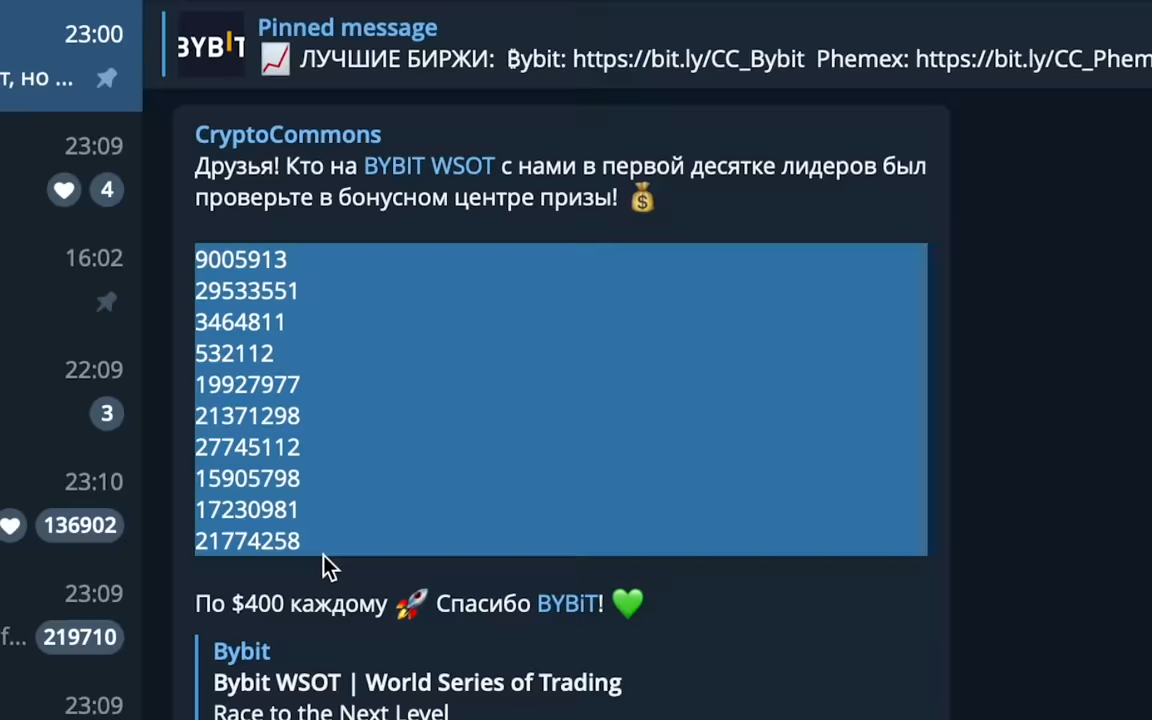 23:00
т, но ...
23:09
4
16:02
22:09
3
23:10
136902
23:09
f... 219710
23:09
BYBIT
Pinned message
ЛУЧШИЕ БИРЖИ: ₿ybit: https://bit.ly/CC_Bybit Phemex: https://bit.ly/CC_Phem
CryptoCommons
Друзья! Кто на BYBIT WSOT с нами в первой десятке лидеров был
проверьте в бонусном центре призы!
9005913
29533551
3464811
532112
19927977
21371298
27745112
15905798
17230981
21774258
По $400 каждому Спасибо BYBiT!
Bybit
Bybit WSOT | World Series of Trading
Race to the Next Level